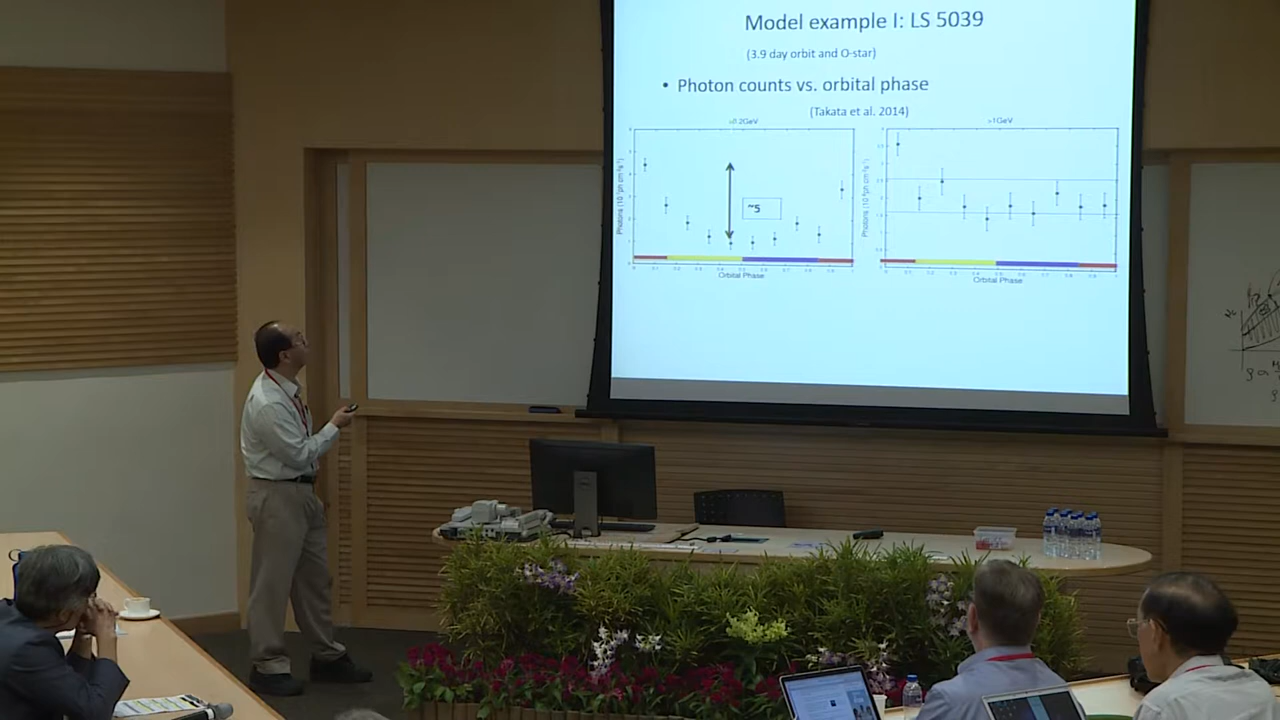 Model example I: LS 5039
(3.9 day orbit and O-star)
• Photon counts vs. orbital phase
(Takata et al. 2014)
>1GeV
~5
Orbital Phase
Orbital Phase